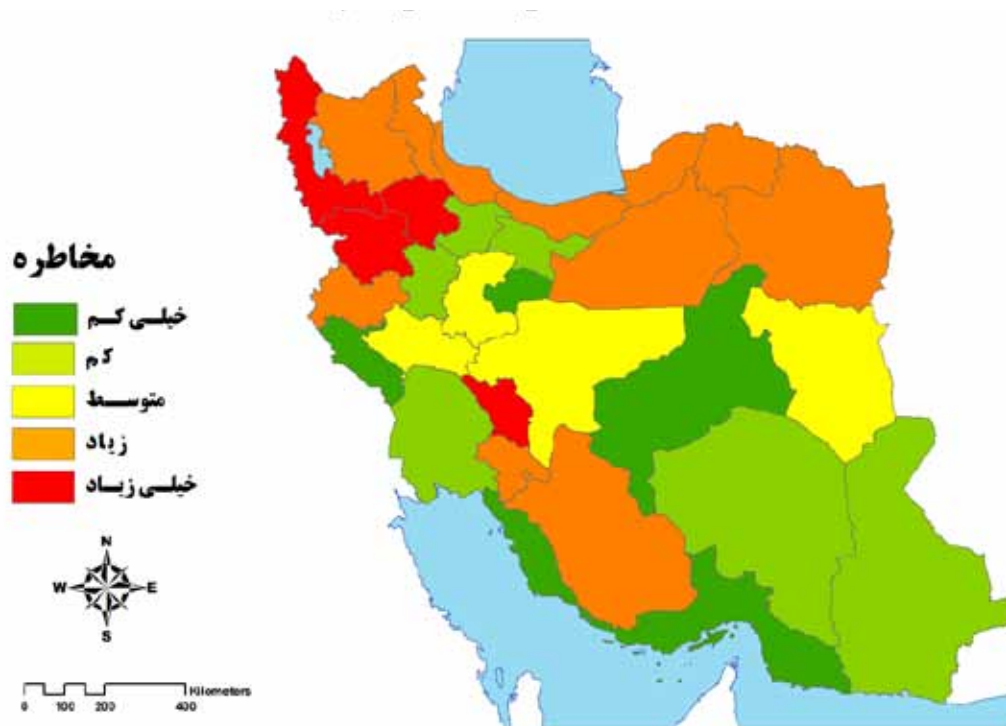 مخاطره
خیلی کم
کم
متوسط
زیاد
خیلی زیاد
N
W E
S
Kilometers
0 100 200 400